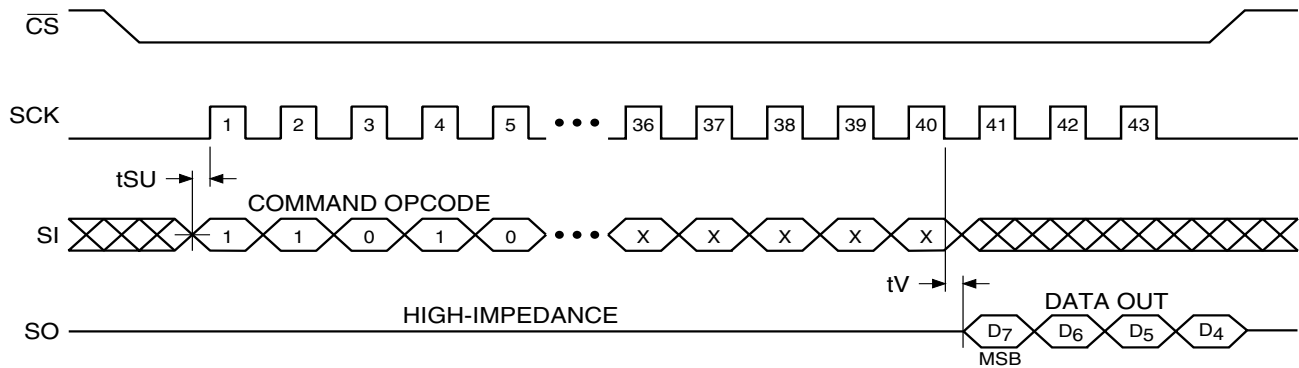 CS
SCK 1 2 3 4 5 ••• 36 37 38 39 40 41 42 43
tSU
COMMAND OPCODE
SI 1 1 0 1 0 ••• X X X X X
tV
HIGH-IMPEDANCE
DATA OUT
SO D7 D6 D5 D4
MSB